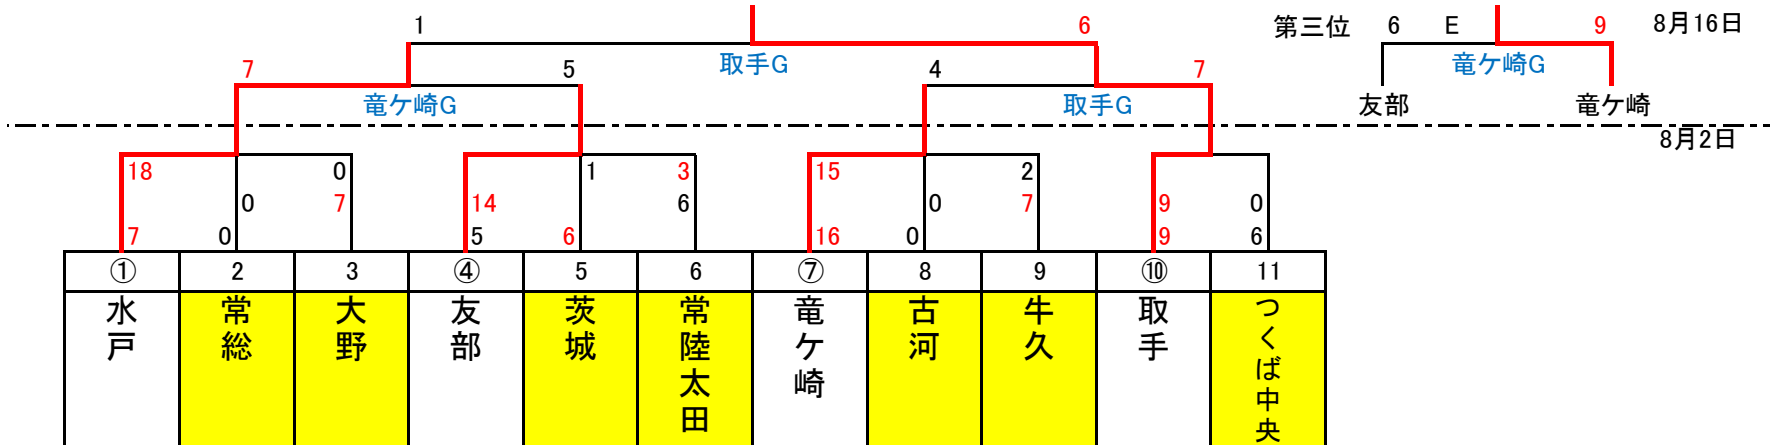 1 6 第三位 6 E 9 8月16日
7 5 取手G 4 7 竜ケ崎G
竜ケ崎G 取手G 友部 竜ケ崎
8月2日
18 0 1 3 15 2
0 7 14 6 0 7 9 0
7 0 5 6 16 0 9 6
① 2 3 ④ 5 6 ⑦ 8 9 ⑩ 11
水戸 常総 大野 友部 茨城 常陸太田 竜ケ崎 古河 牛久 取手 つくば中央